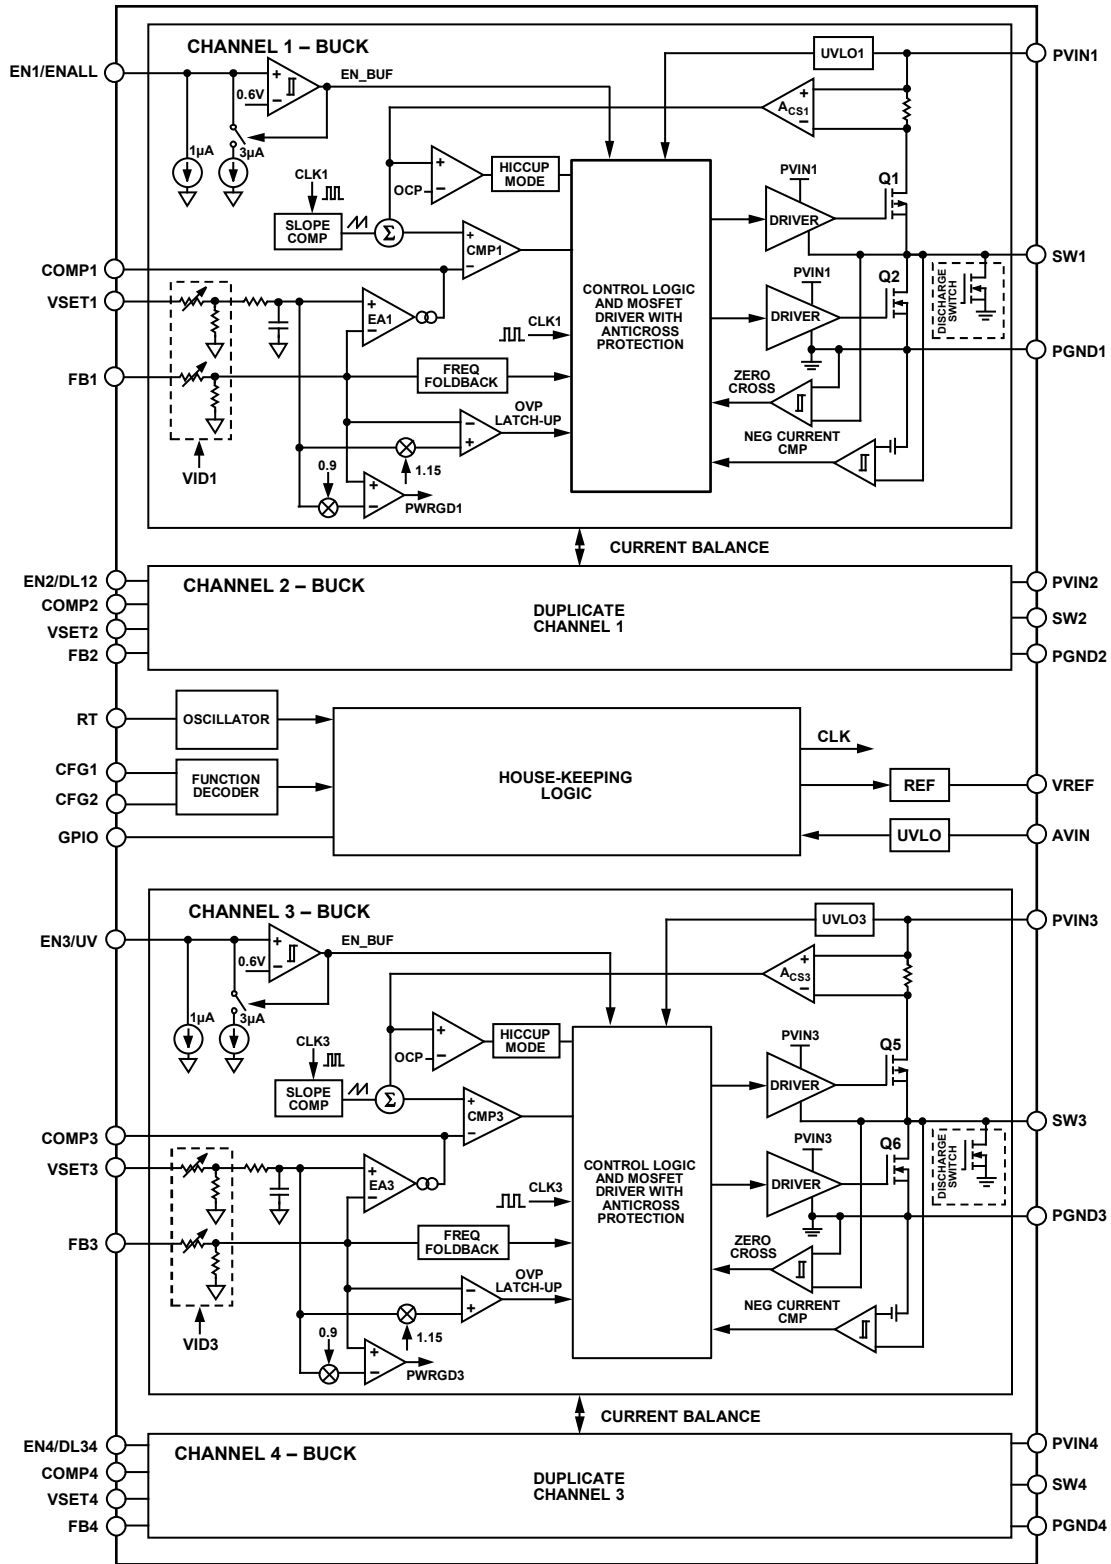 CHANNEL 1 – BUCK
EN1/ENALL
0.6V
EN_BUF
1µA
3µA
UVLO1
PVIN1
ACS1
OCP
HICCUP
MODE
CLK1
SLOPE
COMP
Σ
CMP1
PVIN1
DRIVER
Q1
SW1
COMP1
VSET1
EA1
CLK1
CONTROL LOGIC
AND MOSFET
DRIVER WITH
ANTICROSS
PROTECTION
PVIN1
DRIVER
Q2
DISCHARGE
SWITCH
PGND1
FB1
FREQ
FOLDBACK
ZERO
CROSS
OVP
LATCH-UP
NEG CURRENT
CMP
VID1
0.9
1.15
PWRGD1
CURRENT BALANCE
EN2/DL12
COMP2
VSET2
FB2
CHANNEL 2 – BUCK
DUPLICATE
CHANNEL 1
PVIN2
SW2
PGND2
RT
OSCILLATOR
CFG1
CFG2
FUNCTION
DECODER
GPIO
HOUSE-KEEPING
LOGIC
CLK
REF
VREF
UVLO
AVIN
CHANNEL 3 – BUCK
EN3/UV
0.6V
EN_BUF
1µA
3µA
UVLO3
PVIN3
ACS3
OCP
HICCUP
MODE
CLK3
SLOPE
COMP
Σ
CMP3
PVIN3
DRIVER
Q5
SW3
COMP3
VSET3
EA3
CLK3
CONTROL LOGIC
AND MOSFET
DRIVER WITH
ANTICROSS
PROTECTION
PVIN3
DRIVER
Q6
DISCHARGE
SWITCH
PGND3
FB3
FREQ
FOLDBACK
ZERO
CROSS
OVP
LATCH-UP
NEG CURRENT
CMP
VID3
0.9
1.15
PWRGD3
CURRENT BALANCE
EN4/DL34
COMP4
VSET4
FB4
CHANNEL 4 – BUCK
DUPLICATE
CHANNEL 3
PVIN4
SW4
PGND4